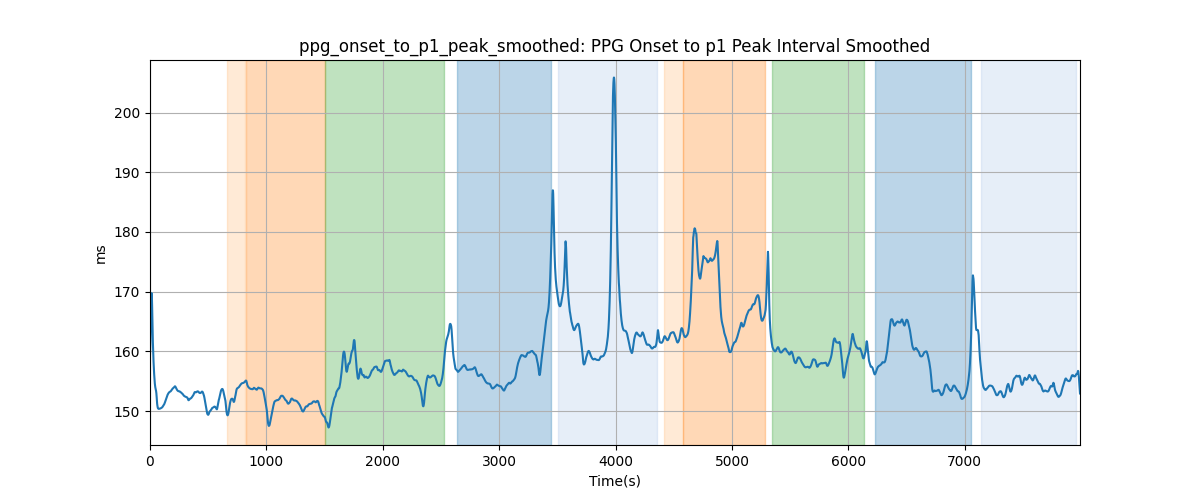 ppg_onset_to_p1_peak_smoothed: PPG Onset to p1 Peak Interval Smoothed
ms
200
190
180
170
160
150
0 1000 2000 3000 4000 5000 6000 7000
Time(s)